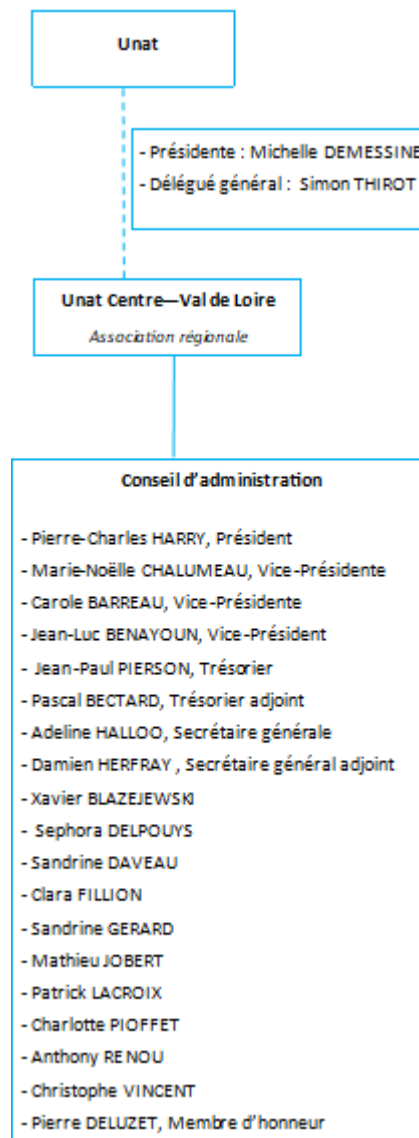 Unat
- Présidente : Michelle DEMESSINE
- Délégué général : Simon THIROT
Unat Centre—Val de Loire
Association régionale
Conseil d'administration
- Pierre-Charles HARRY, Président
- Marie-Noëlle CHALUMEAU, Vice-Présidente
- Carole BARREAU, Vice-Présidente
- Jean-Luc BENAYOUN, Vice-Président
- Jean-Paul PIERSON, Trésorier
- Pascal BECTARD, Trésorier adjoint
- Adeline HALLOO, Secrétaire générale
- Damien HERFRAY , Secrétaire général adjoint
- Xavier BLAZEJEWSKI
- Sephora DELPOUYS
- Sandrine DAVEAU
- Clara FILLION
- Sandrine GERARD
- Mathieu JOBERT
- Patrick LACROIX
- Charlotte PIOFFET
- Anthony RENOU
- Christophe VINCENT
- Pierre DELUZET, Membre d'honneur